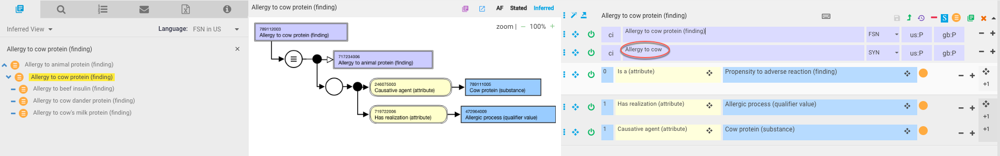 Inferred View
Language: FSN in US
Allergy to cow protein (finding)
Allergy to animal protein (finding)
Allergy to cow protein (finding)
Allergy to beef insulin (finding)
Allergy to cow dander protein (finding)
Allergy to cow's milk protein (finding)
Allergy to cow protein (finding)
AF Stated Inferred
zoom | − 100% +
789112003
Allergy to cow protein (finding)
717234006
Allergy to animal protein (finding)
246075003
Causative agent (attribute)
789111005
Cow protein (substance)
719722006
Has realization (attribute)
472964009
Allergic process (qualifier value)
Allergy to cow protein (finding)
S
ci Allergy to cow protein (finding) FSN us:P gb:P
ci Allergy to cow SYN us:P gb:P
0 Is a (attribute) Propensity to adverse reaction (finding)
+1
1 Has realization (attribute) Allergic process (qualifier value)
+1
1 Causative agent (attribute) Cow protein (substance)
+1